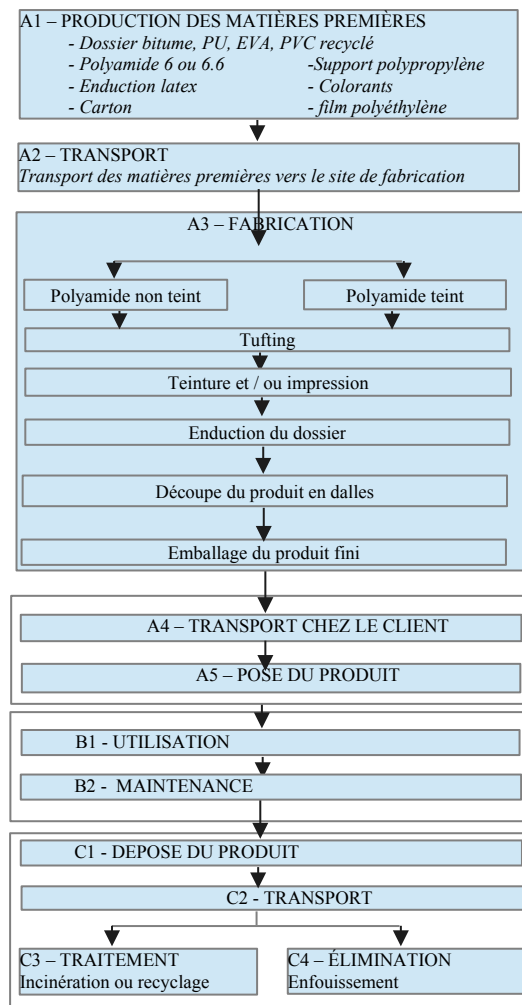 A1 – PRODUCTION DES MATIÈRES PREMIÈRES
- Dossier bitume, PU, EVA, PVC recyclé
- Polyamide 6 ou 6.6 -Support polypropylène
- Enduction latex - Colorants
- Carton - film polyéthylène
A2 – TRANSPORT
Transport des matières premières vers le site de fabrication
A3 – FABRICATION
Polyamide non teint Polyamide teint
Tufting
Teinture et / ou impression
Enduction du dossier
Découpe du produit en dalles
Emballage du produit fini
A4 – TRANSPORT CHEZ LE CLIENT
A5 – POSE DU PRODUIT
B1 - UTILISATION
B2 - MAINTENANCE
C1 - DEPOSE DU PRODUIT
C2 - TRANSPORT
C3 – TRAITEMENT C4 – ÉLIMINATION
Incinération ou recyclage Enfouissement